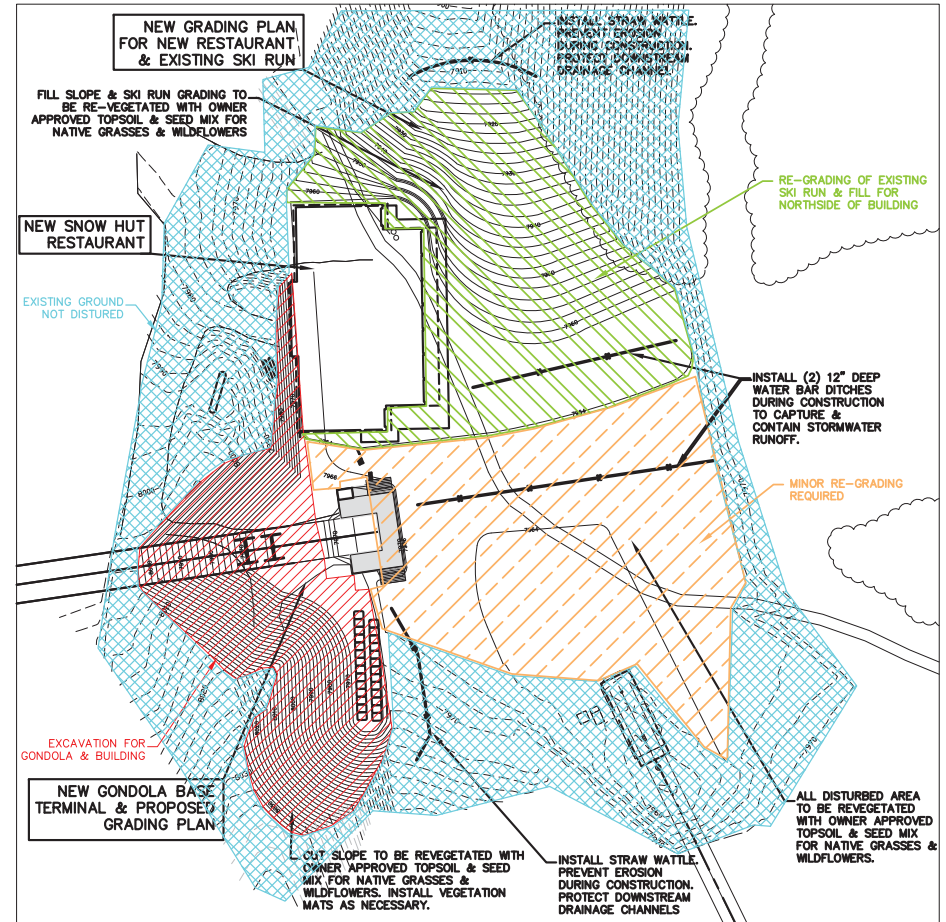 NEW GRADING PLAN
FOR NEW RESTAURANT
& EXISTING SKI RUN
INSTALL STRAW WATTLE.
PREVENT EROSION
DURING CONSTRUCTION.
PROTECT DOWNSTREAM
DRAINAGE CHANNEL
FILL SLOPE & SKI RUN GRADING TO
BE RE-VEGETATED WITH OWNER
APPROVED TOPSOIL & SEED MIX FOR
NATIVE GRASSES & WILDFLOWERS
RE-GRADING OF EXISTING
SKI RUN & FILL FOR
NORTHSIDE OF BUILDING
NEW SNOW HUT
RESTAURANT
EXISTING GROUND
NOT DISTURED
INSTALL (2) 12" DEEP
WATER BAR DITCHES
DURING CONSTRUCTION
TO CAPTURE &
CONTAIN STORMWATER
RUNOFF.
MINOR RE-GRADING
REQUIRED
7966
7964
8000
7970
7970
EXCAVATION FOR
GONDOLA & BUILDING
NEW GONDOLA BASE
TERMINAL & PROPOSED
GRADING PLAN
CUT SLOPE TO BE REVEGETATED WITH
OWNER APPROVED TOPSOIL & SEED
MIX FOR NATIVE GRASSES &
WILDFLOWERS. INSTALL VEGETATION
MATS AS NECESSARY.
INSTALL STRAW WATTLE.
PREVENT EROSION
DURING CONSTRUCTION.
PROTECT DOWNSTREAM
DRAINAGE CHANNELS
ALL DISTURBED AREA
TO BE REVEGETATED
WITH OWNER APPROVED
TOPSOIL & SEED MIX
FOR NATIVE GRASSES &
WILDFLOWERS.